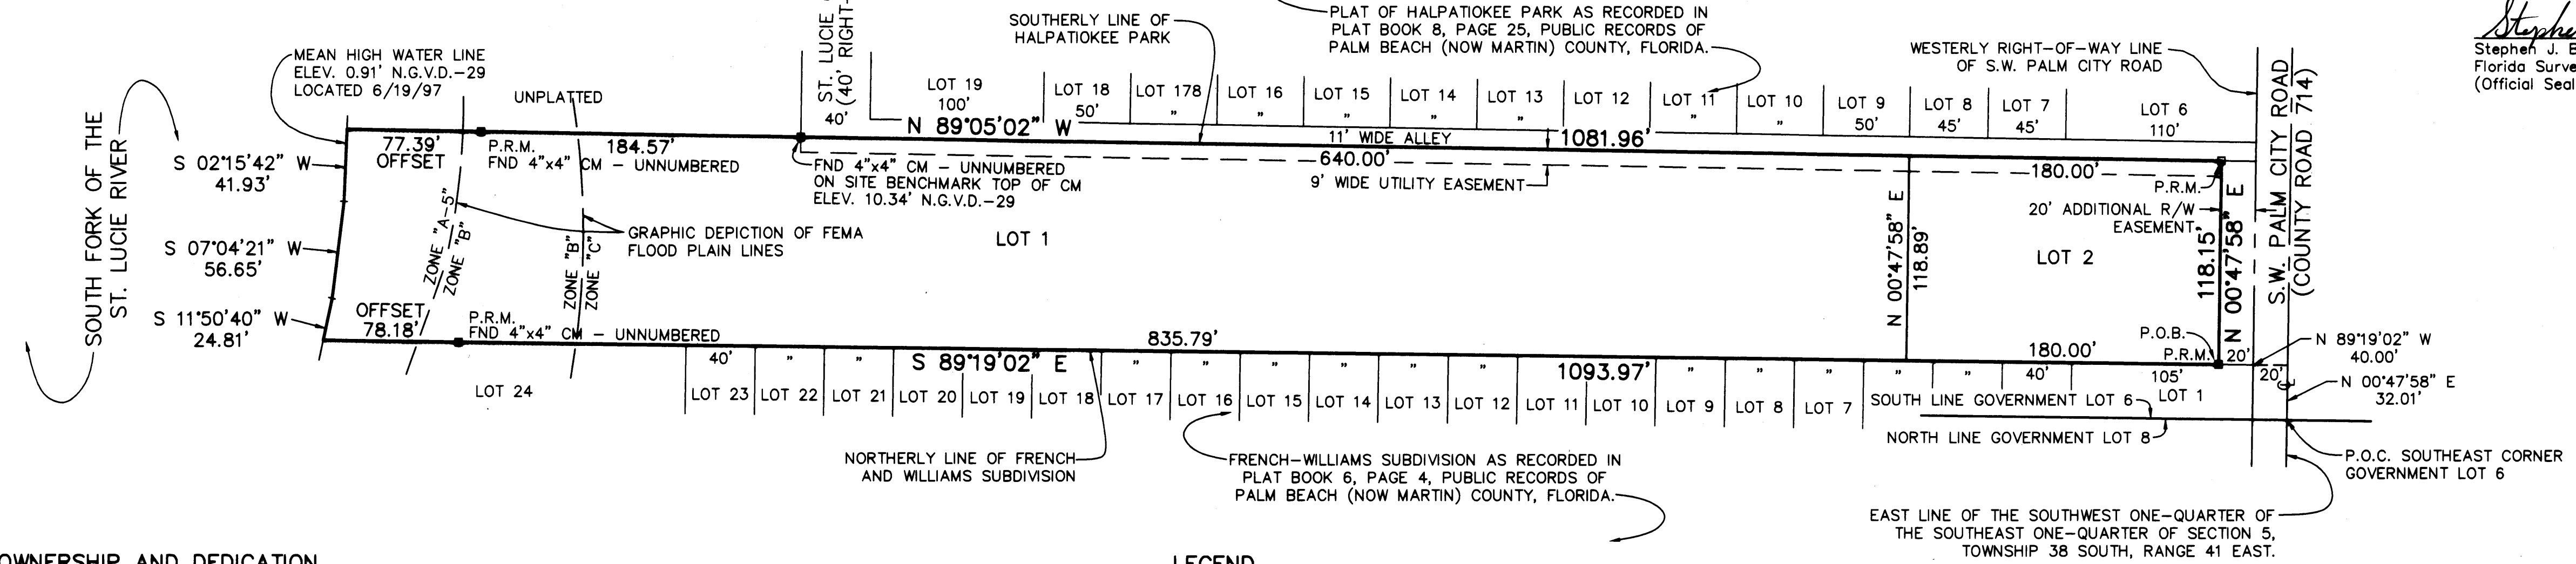 SOUTHERLY LINE OF
HALPATIOKEE PARK
PLAT OF HALPATIOKEE PARK AS RECORDED IN
PLAT BOOK 8, PAGE 25, PUBLIC RECORDS OF
PALM BEACH (NOW MARTIN) COUNTY, FLORIDA.
WESTERLY RIGHT-OF-WAY LINE
OF S.W. PALM CITY ROAD
Stephen J. B
Florida Surve
(Official Seal
MEAN HIGH WATER LINE
ELEV. 0.91' N.G.V.D.-29
LOCATED 6/19/97
UNPLATTED
ST. LUCIE
(40' RIGHT-
40'
LOT 19
100'
LOT 18
50'
LOT 178
"
LOT 16
"
LOT 15
"
LOT 14
"
LOT 13
"
LOT 12
"
LOT 11
"
LOT 10
"
LOT 9
50'
LOT 8
45'
LOT 7
45'
LOT 6
110'
S.W. PALM CITY ROAD
(COUNTY ROAD 714)
SOUTH FORK OF THE
ST. LUCIE RIVER
S 02°15'42" W
41.93'
S 07°04'21" W
56.65'
S 11°50'40" W
24.81'
77.39'
OFFSET
P.R.M.
FND 4"x4" CM - UNNUMBERED
184.57'
N 89°05'02" W
11' WIDE ALLEY
1081.96'
FND 4"x4" CM - UNNUMBERED
ON SITE BENCHMARK TOP OF CM
ELEV. 10.34' N.G.V.D.-29
640.00'
9' WIDE UTILITY EASEMENT
180.00'
P.R.M.
20' ADDITIONAL R/W
EASEMENT
ZONE "A-5"
ZONE "B"
ZONE "B"
ZONE "C"
GRAPHIC DEPICTION OF FEMA
FLOOD PLAIN LINES
LOT 1
N 00°47'58" E
118.89'
LOT 2
118.15'
N 00°47'58" E
OFFSET
78.18'
P.R.M.
FND 4"x4" CM - UNNUMBERED
835.79'
S 89°19'02" E
1093.97'
180.00'
P.O.B.
P.R.M.
20'
20'
N 89°19'02" W
40.00'
N 00°47'58" E
32.01'
40'
"
"
"
"
"
"
"
"
"
"
"
"
"
40'
105'
LOT 24
LOT 23
LOT 22
LOT 21
LOT 20
LOT 19
LOT 18
LOT 17
LOT 16
LOT 15
LOT 14
LOT 13
LOT 12
LOT 11
LOT 10
LOT 9
LOT 8
LOT 7
LOT 1
SOUTH LINE GOVERNMENT LOT 6
NORTH LINE GOVERNMENT LOT 8
NORTHERLY LINE OF FRENCH
AND WILLIAMS SUBDIVISION
FRENCH-WILLIAMS SUBDIVISION AS RECORDED IN
PLAT BOOK 6, PAGE 4, PUBLIC RECORDS OF
PALM BEACH (NOW MARTIN) COUNTY, FLORIDA.
P.O.C. SOUTHEAST CORNER
GOVERNMENT LOT 6
EAST LINE OF THE SOUTHWEST ONE-QUARTER OF
THE SOUTHEAST ONE-QUARTER OF SECTION 5,
TOWNSHIP 38 SOUTH, RANGE 41 EAST.
OWNERSHIP AND DEDICATION
LEGEND